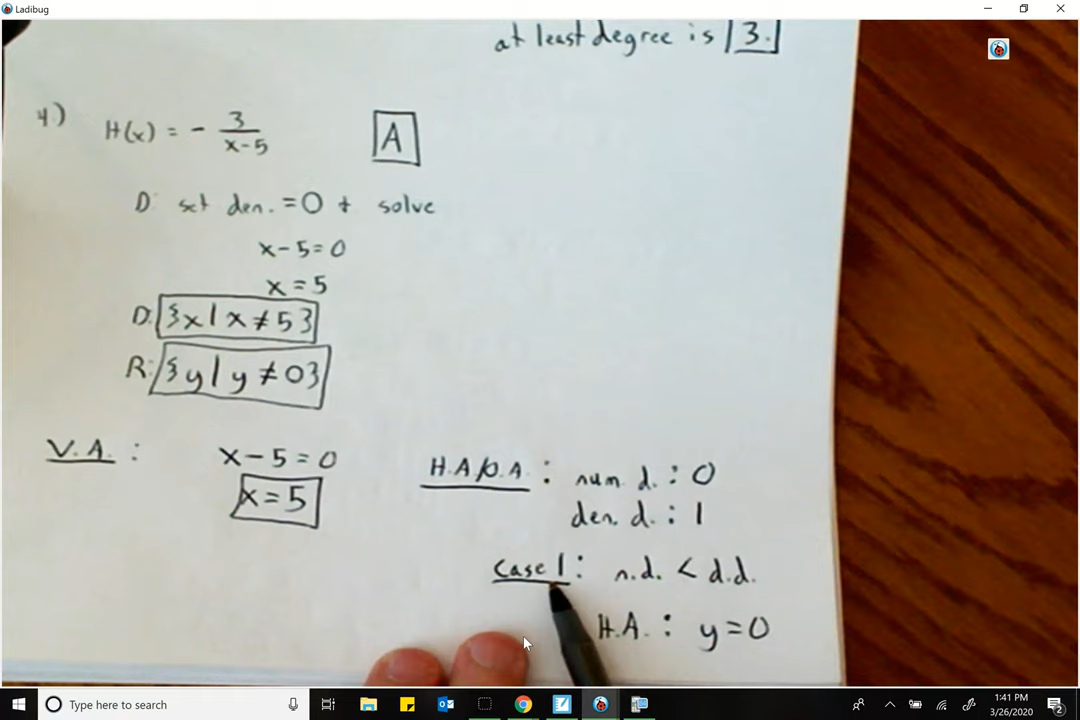 Ladibug
at least degree is 3.
4.) H(x) = - 3/(x-5) A
D: set den. = 0 + solve
x-5=0
x=5
D: {x|x≠5}
R: {y|y≠0}
V.A.: x-5=0
x=5
H.A/O.A.: num d.: 0
den. d.: 1
Case 1: n.d. < d.d.
H.A.: y=0
Type here to search
1:41 PM
3/26/2020
2